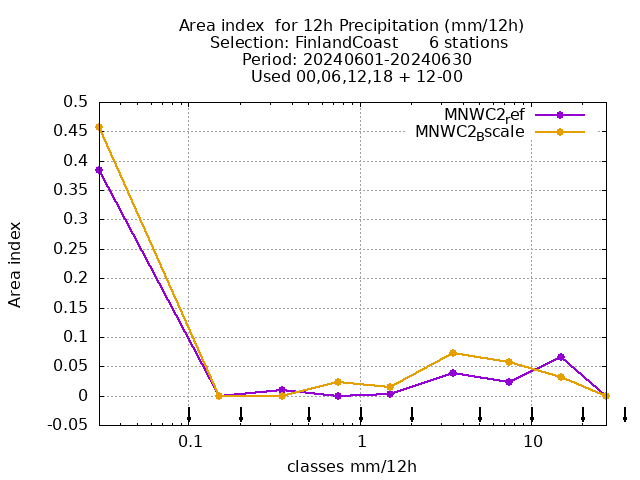 Area index  for 12h Precipitation (mm/12h)
Selection: FinlandCoast      6 stations
Period: 20240601-20240630
Used 00,06,12,18 + 12-00
MNWC2ref
MNWC2Bscale
0.5
0.45
0.4
0.35
0.3
0.25
0.2
0.15
0.1
0.05
0
-0.05
Area index
0.1
1
10
classes mm/12h